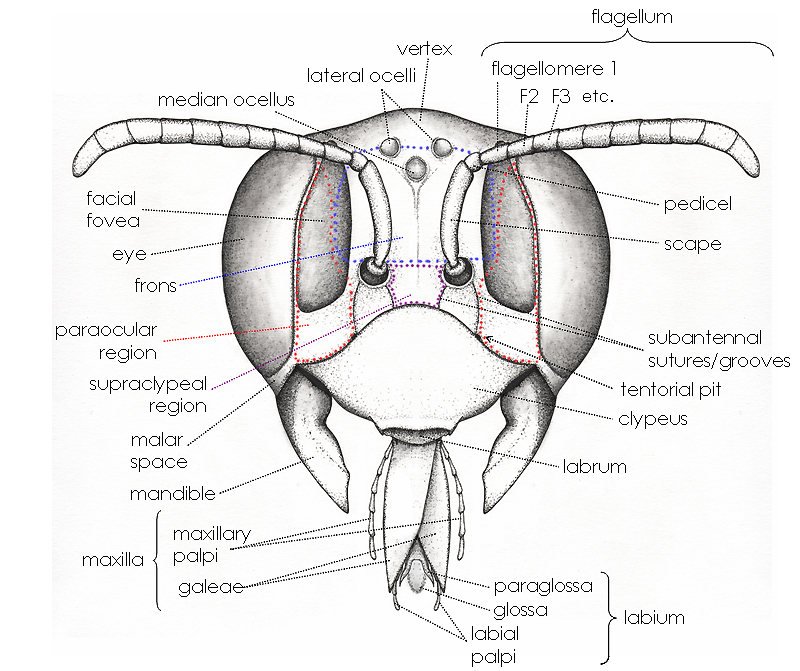 flagellum
vertex
lateral ocelli
flagellomere 1
median ocellus
F2 F3 etc.
facial
fovea
pedicel
eye
scape
frons
paraocular
region
subantennal
sutures/grooves
supraclypeal
region
tentorial pit
clypeus
malar
space
labrum
mandible
maxillary
palpi
maxilla
galeae
paraglossa
glossa
labium
labial
palpi